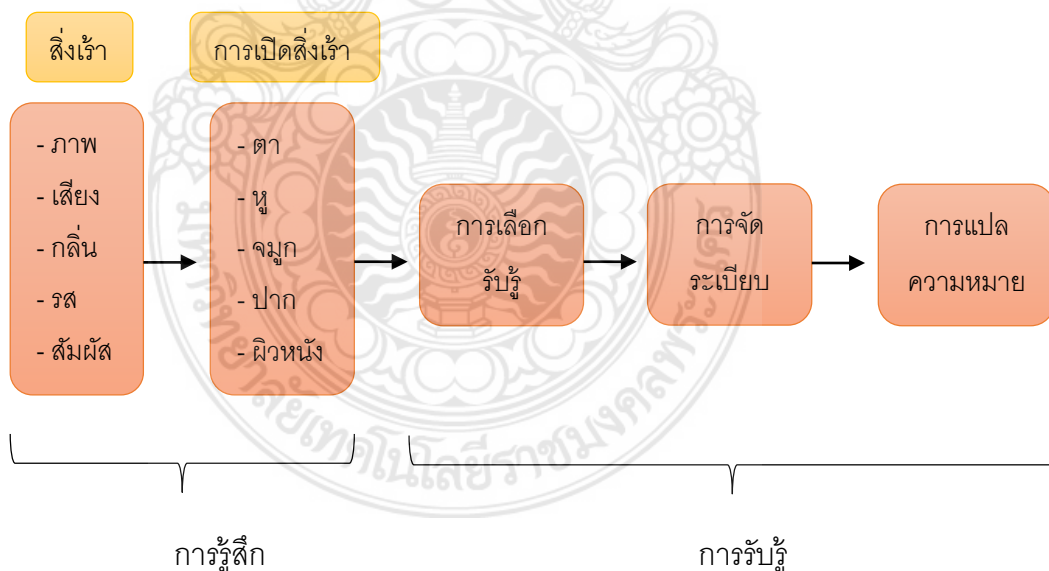 สิ่งเร้า
การเปิดสิ่งเร้า
- ภาพ
- เสียง
- กลิ่น
- รส
- สัมผัส
- ตา
- หู
- จมูก
- ปาก
- ผิวหนัง
การเลือก
รับรู้
การจัด
ระเบียบ
การแปล
ความหมาย
การรู้สึก
การรับรู้